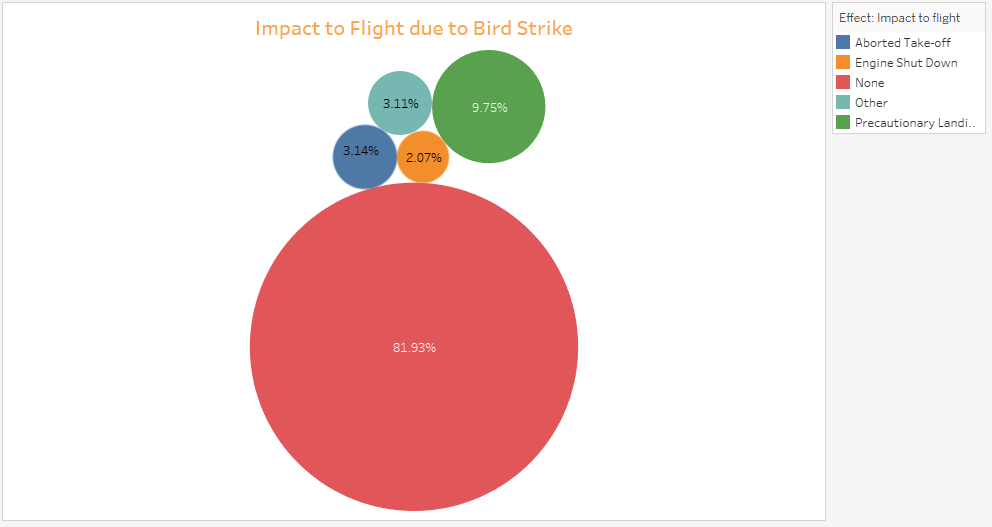 Impact to Flight due to Bird Strike
3.11%
9.75%
3.14%
2.07%
81.93%
Effect: Impact to flight
Aborted Take-off
Engine Shut Down
None
Other
Precautionary Landi..